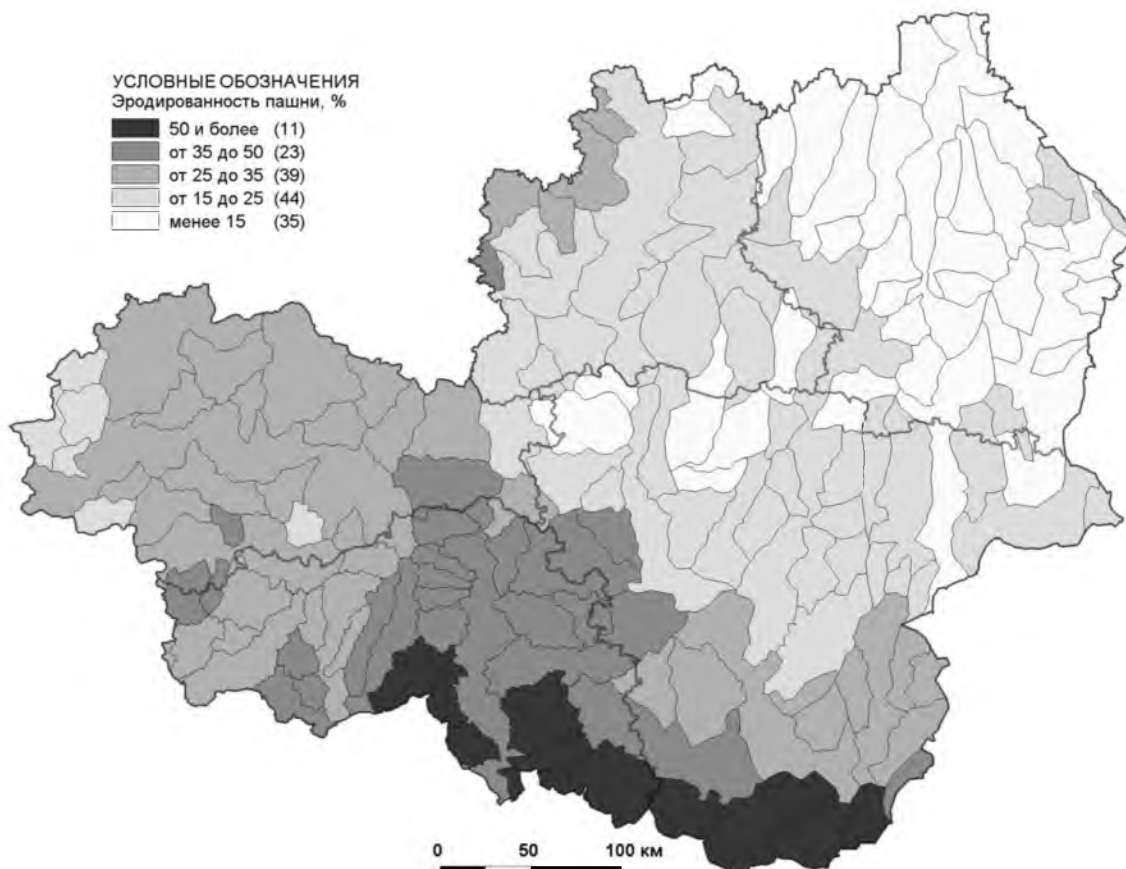 УСЛОВНЫЕ ОБОЗНАЧЕНИЯ
Эродированность пашни, %
50 и более (11)
от 35 до 50 (23)
от 25 до 35 (39)
от 15 до 25 (44)
менее 15 (35)
0 50 100 км